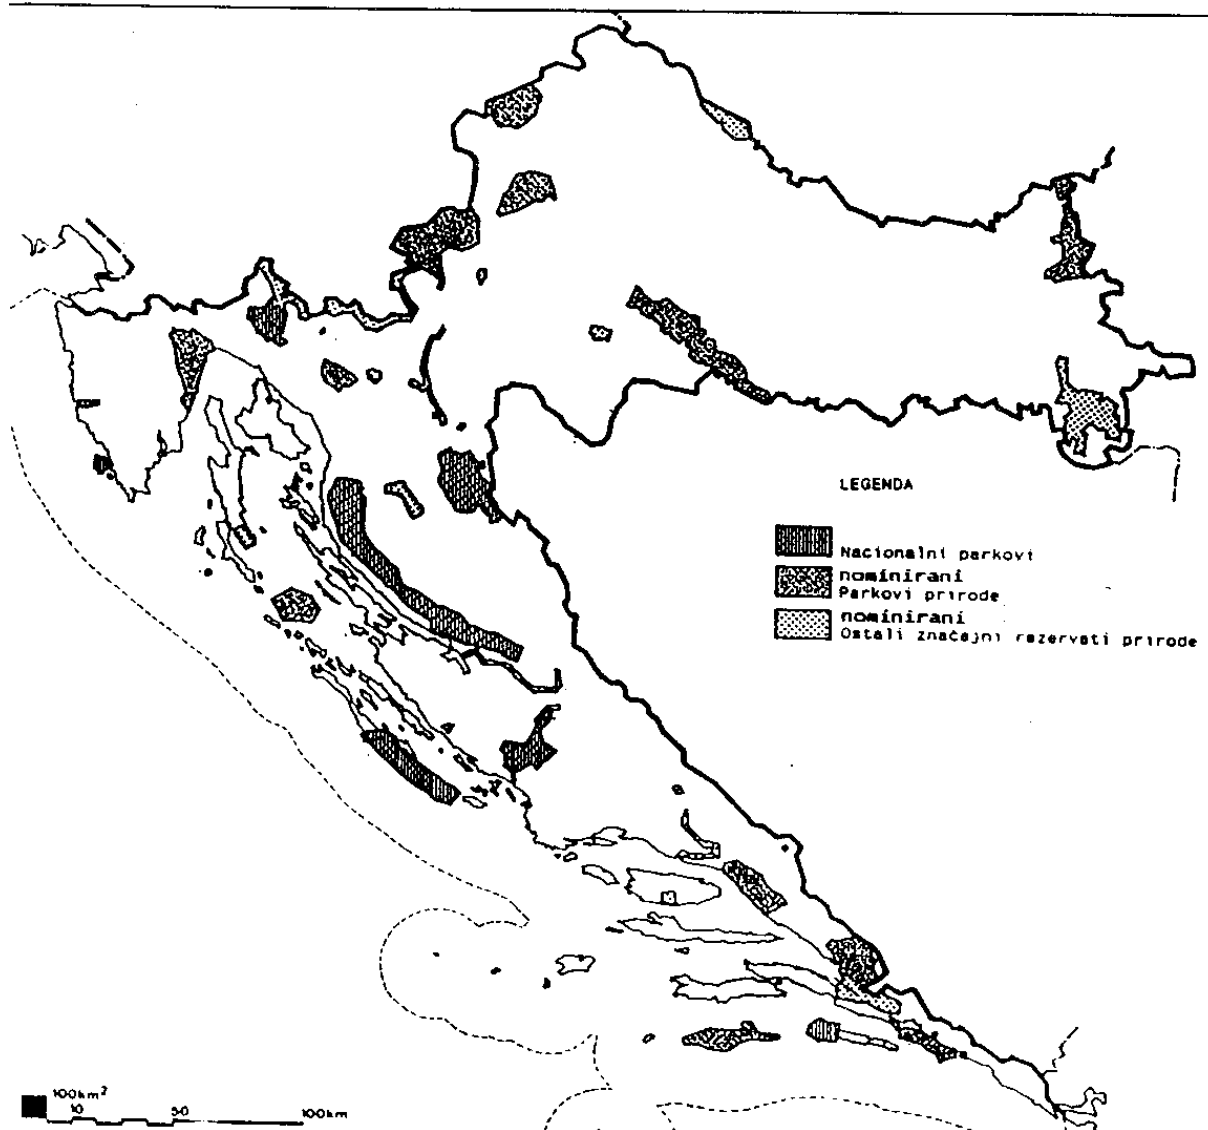 LEGENDA
Nacionalni parkovi
nominirani
Parkovi prirode
nominirani
Ostali značajni rezervati prirode
100km²
10 50 100km